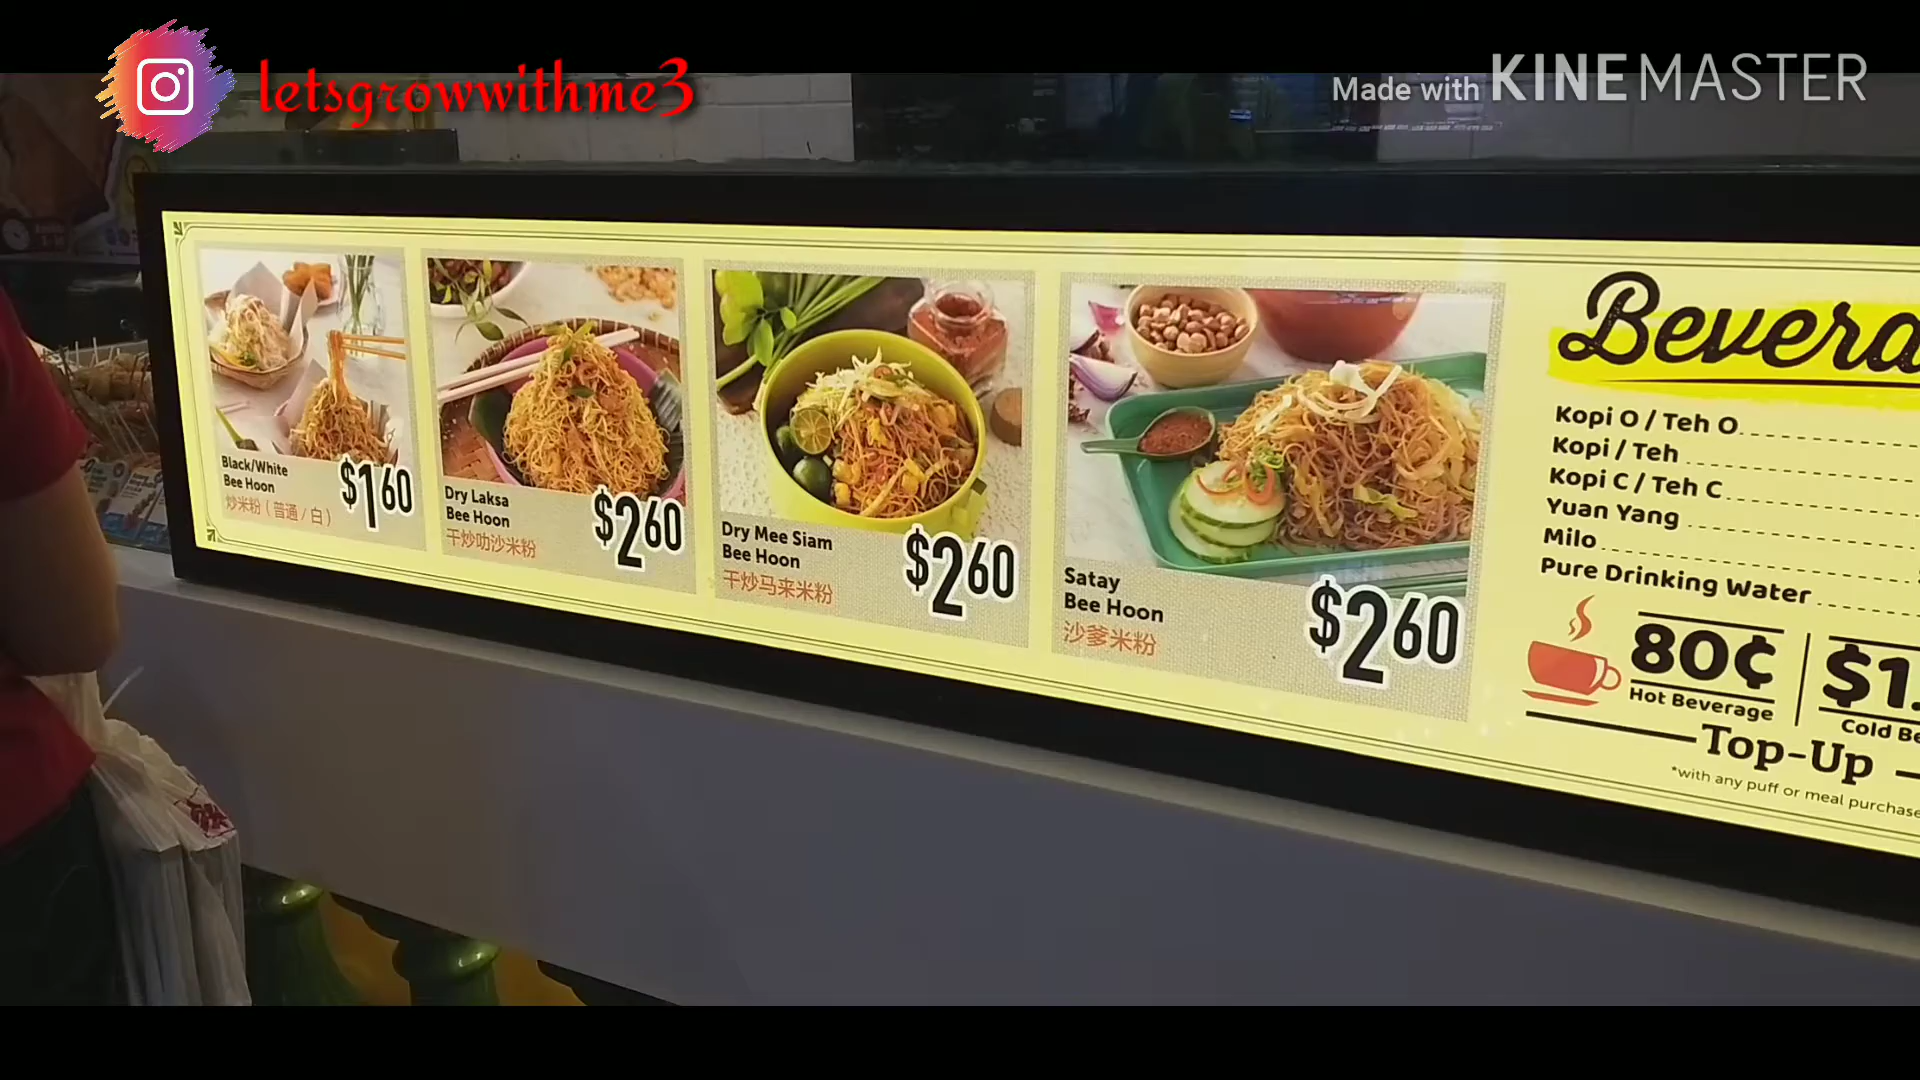 letsgrowwithme3
Made with KINEMASTER
Black/White
Bee Hoon
炒米粉（普通/白）
$160
Dry Laksa
Bee Hoon
干炒叻沙米粉
$260
Dry Mee Siam
Bee Hoon
干炒马来米粉
$260
Satay
Bee Hoon
沙爹米粉
$260
Kopi O / Teh O
Kopi / Teh
Kopi C / Teh C
Yuan Yang
Milo
Pure Drinking Water
80¢
Hot Beverage
$1.
Cold
Top-Up
*with any puff or meal purchase